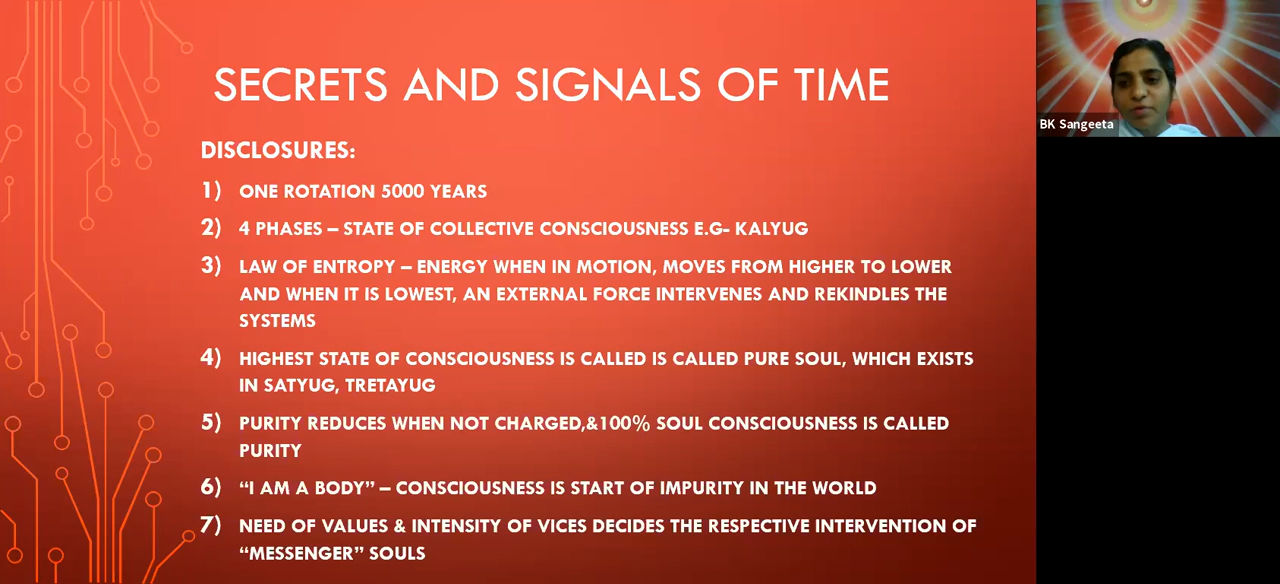 SECRETS AND SIGNALS OF TIME
BK Sangeeta
DISCLOSURES:
1) ONE ROTATION 5000 YEARS
2) 4 PHASES – STATE OF COLLECTIVE CONSCIOUSNESS E.G- KALYUG
3) LAW OF ENTROPY – ENERGY WHEN IN MOTION, MOVES FROM HIGHER TO LOWER
AND WHEN IT IS LOWEST, AN EXTERNAL FORCE INTERVENES AND REKINDLES THE
SYSTEMS
4) HIGHEST STATE OF CONSCIOUSNESS IS CALLED IS CALLED PURE SOUL, WHICH EXISTS
IN SATYUG, TRETAYUG
5) PURITY REDUCES WHEN NOT CHARGED,&100% SOUL CONSCIOUSNESS IS CALLED
PURITY
6) “I AM A BODY” – CONSCIOUSNESS IS START OF IMPURITY IN THE WORLD
7) NEED OF VALUES & INTENSITY OF VICES DECIDES THE RESPECTIVE INTERVENTION OF
“MESSENGER” SOULS